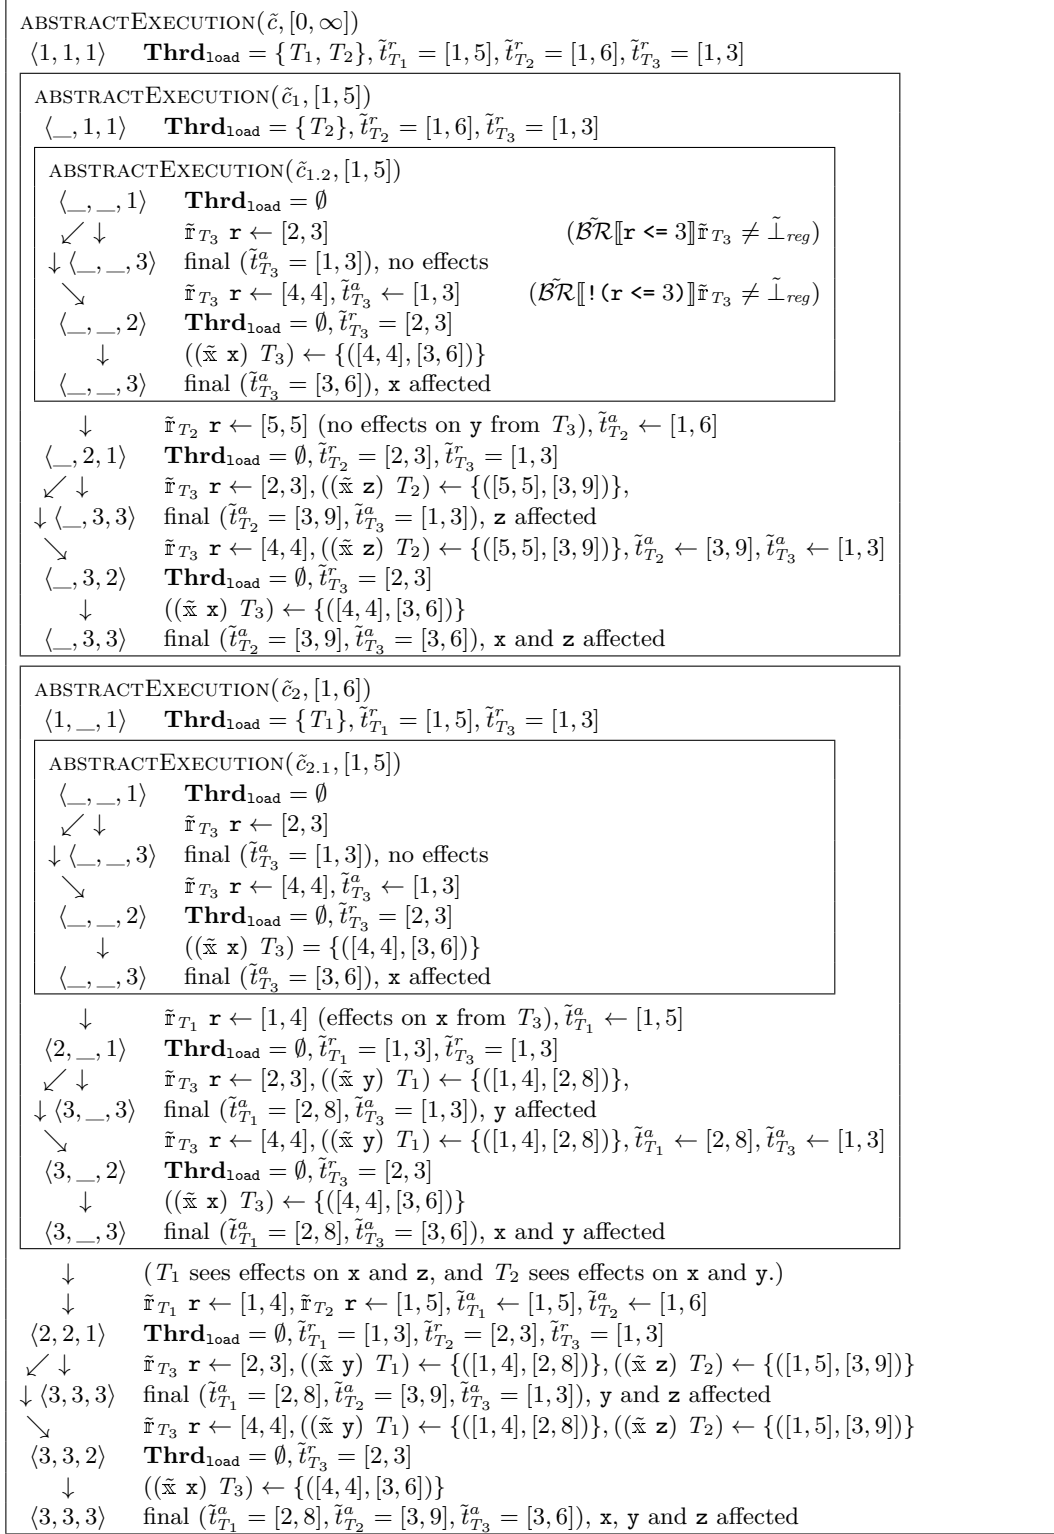 ABSTRACTEXECUTION(c̃, [0, ∞])
⟨1, 1, 1⟩ Thrd_load = { T₁, T₂}, t̃ʳ_T₁ = [1, 5], t̃ʳ_T₂ = [1, 6], t̃ʳ_T₃ = [1, 3]
ABSTRACTEXECUTION(c̃₁, [1, 5])
⟨_, 1, 1⟩ Thrd_load = { T₂}, t̃ʳ_T₂ = [1, 6], t̃ʳ_T₃ = [1, 3]
ABSTRACTEXECUTION(c̃₁.₂, [1, 5])
⟨_, _, 1⟩ Thrd_load = ∅
↙ ↓ 𝕣̃_T₃ r ← [2, 3] (ℬℛ̃⟦r <= 3⟧𝕣̃_T₃ ≠ ⊥̃_reg)
↓ ⟨_, _, 3⟩ final (t̃ᵃ_T₃ = [1, 3]), no effects
↘ 𝕣̃_T₃ r ← [4, 4], t̃ᵃ_T₃ ← [1, 3] (ℬℛ̃⟦!(r <= 3)⟧𝕣̃_T₃ ≠ ⊥̃_reg)
⟨_, _, 2⟩ Thrd_load = ∅, t̃ʳ_T₃ = [2, 3]
↓ ((𝕩̃ x) T₃) ← {([4, 4], [3, 6])}
⟨_, _, 3⟩ final (t̃ᵃ_T₃ = [3, 6]), x affected
↓ 𝕣̃_T₂ r ← [5, 5] (no effects on y from T₃), t̃ᵃ_T₂ ← [1, 6]
⟨_, 2, 1⟩ Thrd_load = ∅, t̃ʳ_T₂ = [2, 3], t̃ʳ_T₃ = [1, 3]
↙ ↓ 𝕣̃_T₃ r ← [2, 3], ((𝕩̃ z) T₂) ← {([5, 5], [3, 9])},
↓ ⟨_, 3, 3⟩ final (t̃ᵃ_T₂ = [3, 9], t̃ᵃ_T₃ = [1, 3]), z affected
↘ 𝕣̃_T₃ r ← [4, 4], ((𝕩̃ z) T₂) ← {([5, 5], [3, 9])}, t̃ᵃ_T₂ ← [3, 9], t̃ᵃ_T₃ ← [1, 3]
⟨_, 3, 2⟩ Thrd_load = ∅, t̃ʳ_T₃ = [2, 3]
↓ ((𝕩̃ x) T₃) ← {([4, 4], [3, 6])}
⟨_, 3, 3⟩ final (t̃ᵃ_T₂ = [3, 9], t̃ᵃ_T₃ = [3, 6]), x and z affected
ABSTRACTEXECUTION(c̃₂, [1, 6])
⟨1, _, 1⟩ Thrd_load = { T₁}, t̃ʳ_T₁ = [1, 5], t̃ʳ_T₃ = [1, 3]
ABSTRACTEXECUTION(c̃₂.₁, [1, 5])
⟨_, _, 1⟩ Thrd_load = ∅
↙ ↓ 𝕣̃_T₃ r ← [2, 3]
↓ ⟨_, _, 3⟩ final (t̃ᵃ_T₃ = [1, 3]), no effects
↘ 𝕣̃_T₃ r ← [4, 4], t̃ᵃ_T₃ ← [1, 3]
⟨_, _, 2⟩ Thrd_load = ∅, t̃ʳ_T₃ = [2, 3]
↓ ((𝕩̃ x) T₃) = {([4, 4], [3, 6])}
⟨_, _, 3⟩ final (t̃ᵃ_T₃ = [3, 6]), x affected
↓ 𝕣̃_T₁ r ← [1, 4] (effects on x from T₃), t̃ᵃ_T₁ ← [1, 5]
⟨2, _, 1⟩ Thrd_load = ∅, t̃ʳ_T₁ = [1, 3], t̃ʳ_T₃ = [1, 3]
↙ ↓ 𝕣̃_T₃ r ← [2, 3], ((𝕩̃ y) T₁) ← {([1, 4], [2, 8])},
↓ ⟨3, _, 3⟩ final (t̃ᵃ_T₁ = [2, 8], t̃ᵃ_T₃ = [1, 3]), y affected
↘ 𝕣̃_T₃ r ← [4, 4], ((𝕩̃ y) T₁) ← {([1, 4], [2, 8])}, t̃ᵃ_T₁ ← [2, 8], t̃ᵃ_T₃ ← [1, 3]
⟨3, _, 2⟩ Thrd_load = ∅, t̃ʳ_T₃ = [2, 3]
↓ ((𝕩̃ x) T₃) ← {([4, 4], [3, 6])}
⟨3, _, 3⟩ final (t̃ᵃ_T₁ = [2, 8], t̃ᵃ_T₃ = [3, 6]), x and y affected
↓ (T₁ sees effects on x and z, and T₂ sees effects on x and y.)
↓ 𝕣̃_T₁ r ← [1, 4], 𝕣̃_T₂ r ← [1, 5], t̃ᵃ_T₁ ← [1, 5], t̃ᵃ_T₂ ← [1, 6]
⟨2, 2, 1⟩ Thrd_load = ∅, t̃ʳ_T₁ = [1, 3], t̃ʳ_T₂ = [2, 3], t̃ʳ_T₃ = [1, 3]
↙ ↓ 𝕣̃_T₃ r ← [2, 3], ((𝕩̃ y) T₁) ← {([1, 4], [2, 8])}, ((𝕩̃ z) T₂) ← {([1, 5], [3, 9])}
↓ ⟨3, 3, 3⟩ final (t̃ᵃ_T₁ = [2, 8], t̃ᵃ_T₂ = [3, 9], t̃ᵃ_T₃ = [1, 3]), y and z affected
↘ 𝕣̃_T₃ r ← [4, 4], ((𝕩̃ y) T₁) ← {([1, 4], [2, 8])}, ((𝕩̃ z) T₂) ← {([1, 5], [3, 9])}
⟨3, 3, 2⟩ Thrd_load = ∅, t̃ʳ_T₃ = [2, 3]
↓ ((𝕩̃ x) T₃) ← {([4, 4], [3, 6])}
⟨3, 3, 3⟩ final (t̃ᵃ_T₁ = [2, 8], t̃ᵃ_T₂ = [3, 9], t̃ᵃ_T₃ = [3, 6]), x, y and z affected